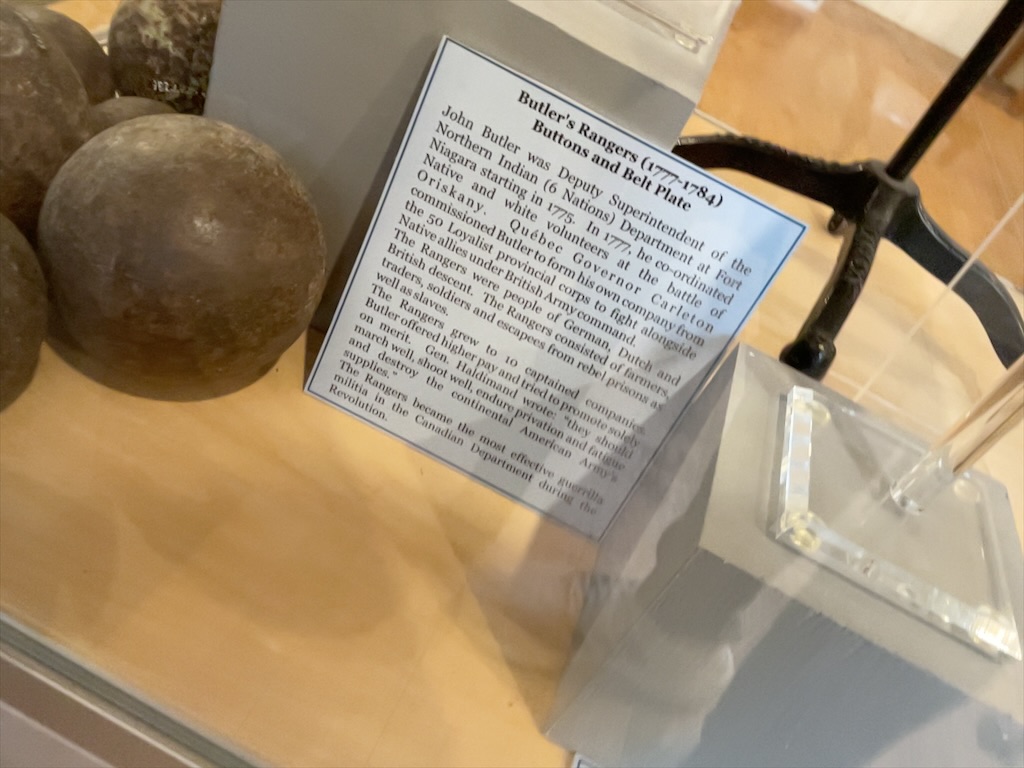 Butler's Rangers (1777-1784)
Buttons and Belt Plate
John Butler was Deputy Superintendent of the
Northern Indian (6 Nations) Department at Fort
Niagara starting in 1775. In 1777, he co-ordinated
Native and white volunteers at the battle of
Oriskany. Québec Governor Carleton
commissioned Butler to form his own company from
the 50 Loyalist provincial corps to fight alongside
Native allies under British Army command.
The Rangers were people of German, Dutch and
British descent. The Rangers consisted of farmers,
traders, soldiers and escapees from rebel prisons as
well as slaves.
The Rangers grew to 10 captained companies.
Butler offered higher pay and tried to promote solely
on merit. Gen. Haldimand wrote: "they should
march well, shoot well, endure privation and fatigue
and destroy the continental American Army's
supplies."
The Rangers became the most effective guerrilla
militia in the Canadian Department during the
Revolution.